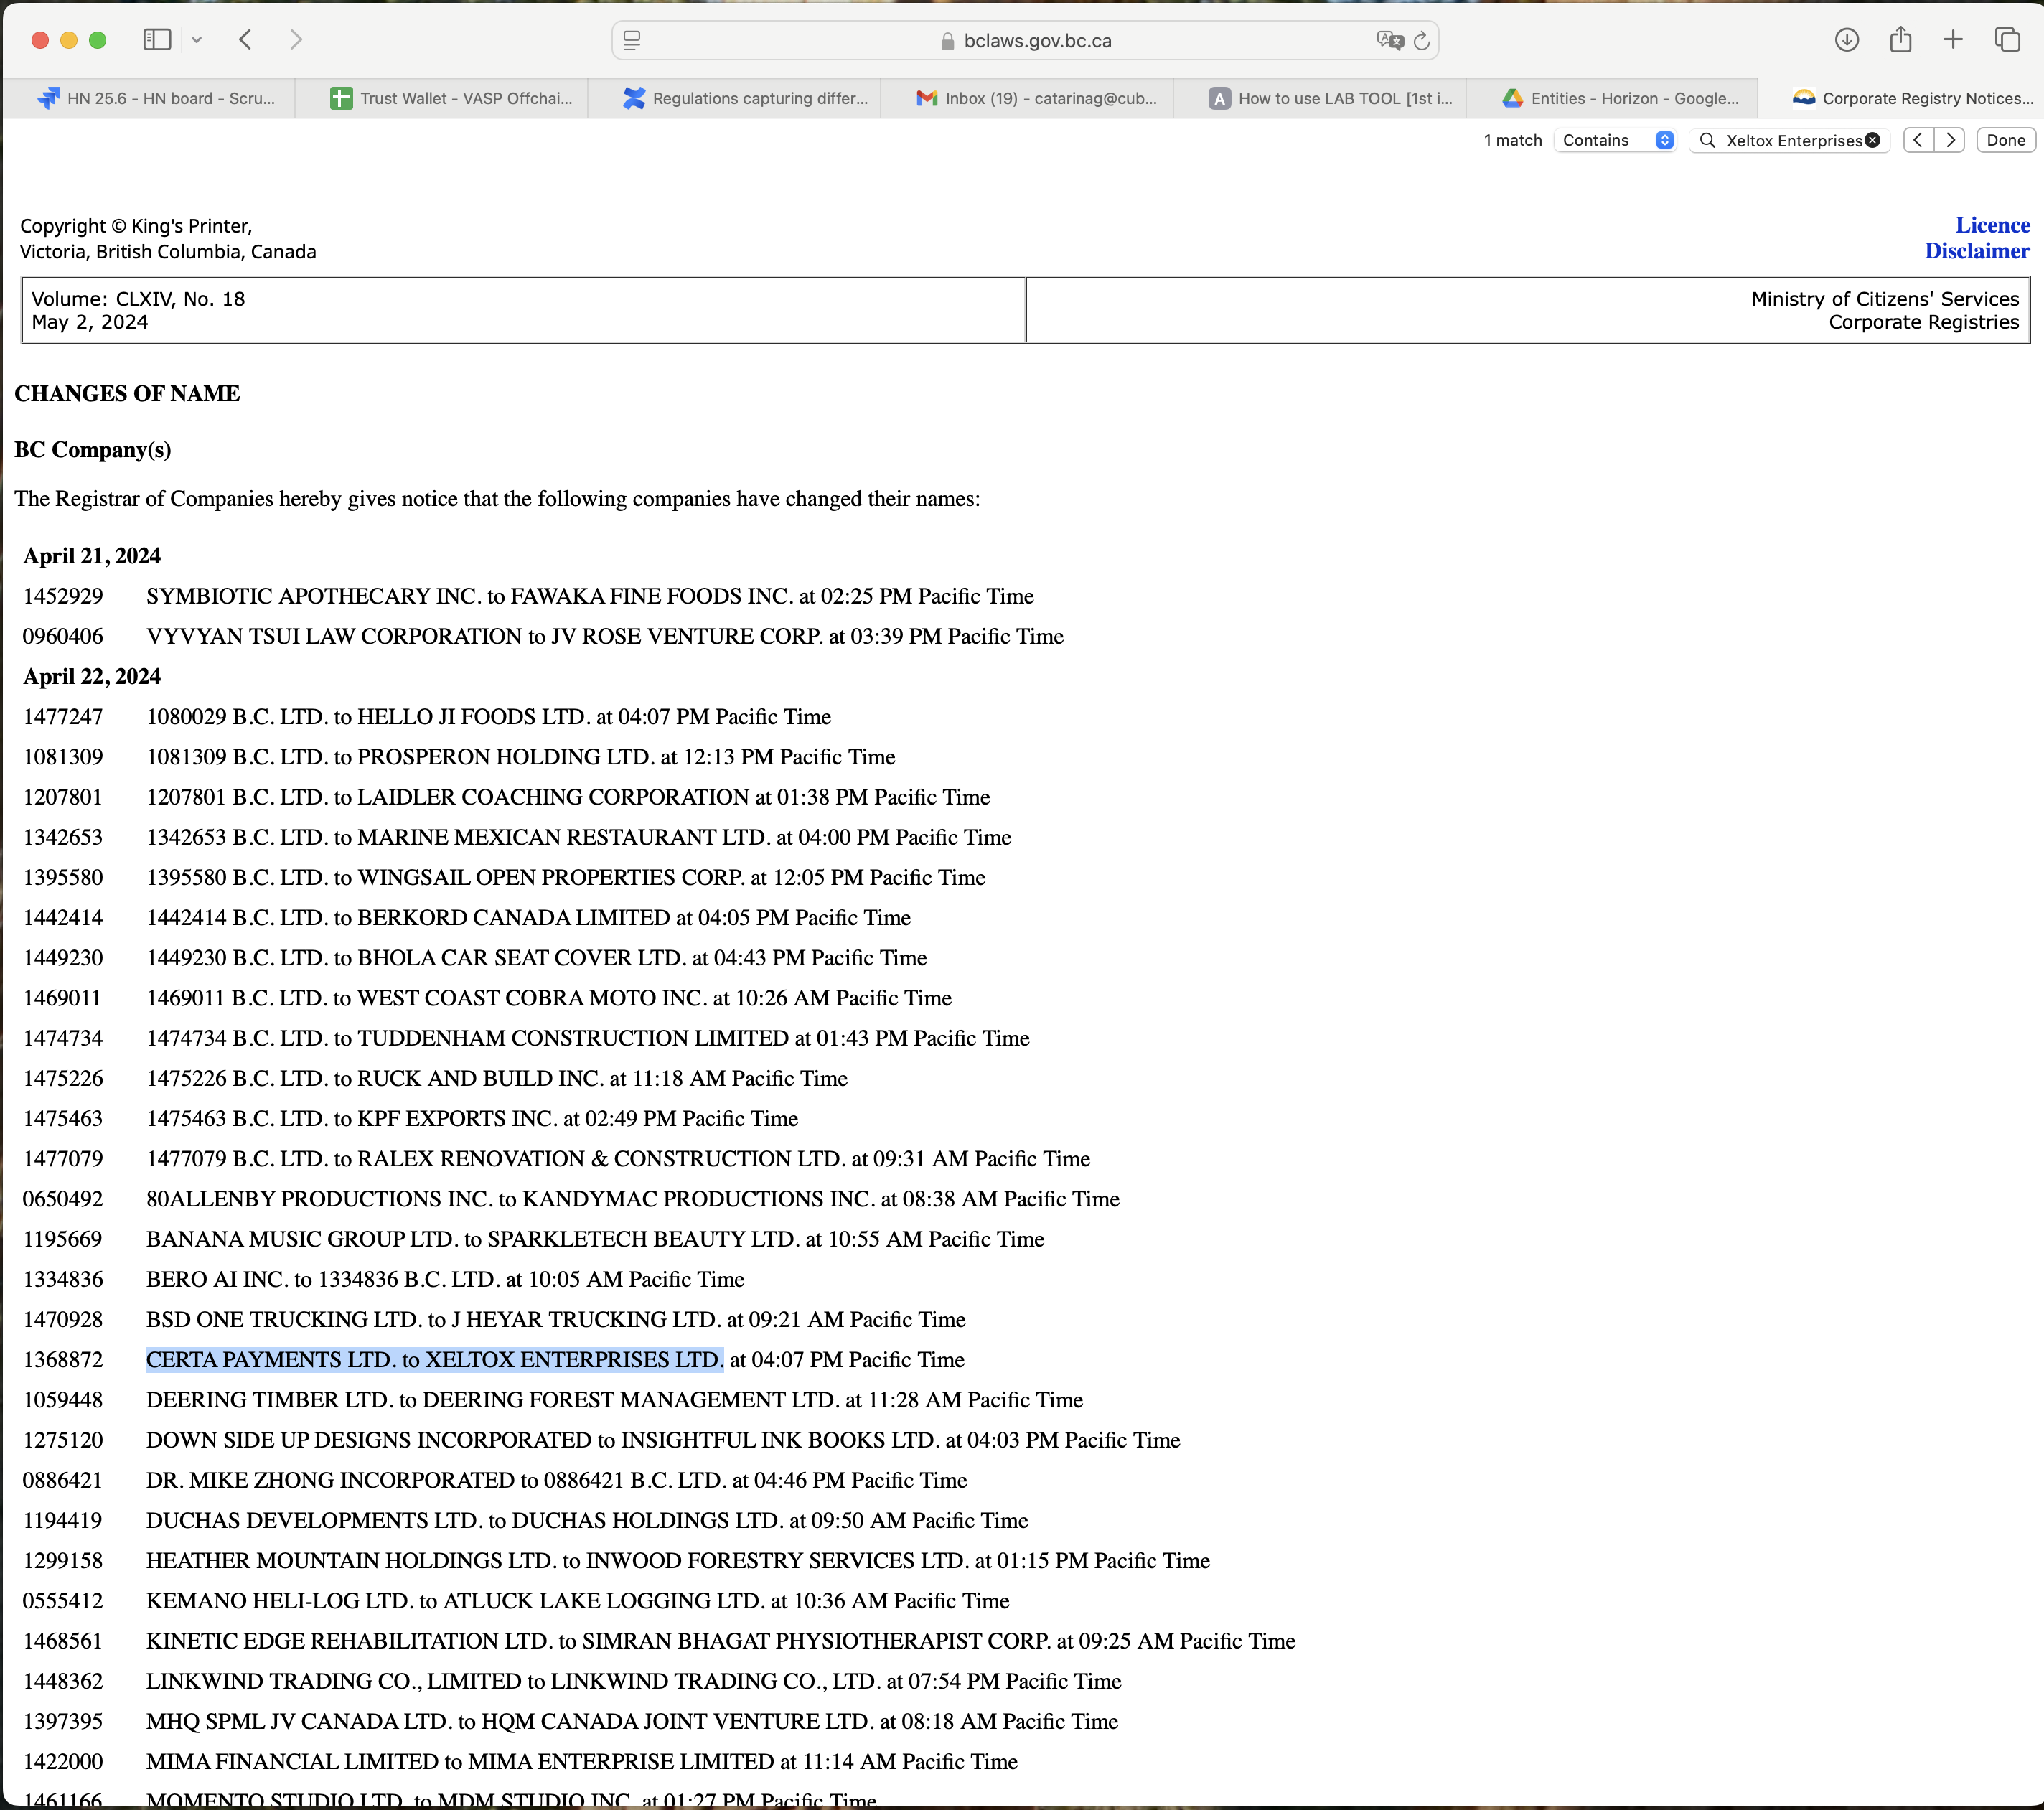 bclaws.gov.bc.ca
HN 25.6 - HN board - Scru...
Trust Wallet - VASP Offchai...
Regulations capturing differ...
Inbox (19) - catarinag@cub...
A How to use LAB TOOL [1st i...
Entities - Horizon - Google...
Corporate Registry Notices...
1 match Contains Xeltox Enterprises Done
Copyright © King's Printer,
Victoria, British Columbia, Canada
Licence
Disclaimer
Volume: CLXIV, No. 18
May 2, 2024
Ministry of Citizens' Services
Corporate Registries
CHANGES OF NAME
BC Company(s)
The Registrar of Companies hereby gives notice that the following companies have changed their names:
April 21, 2024
1452929 SYMBIOTIC APOTHECARY INC. to FAWAKA FINE FOODS INC. at 02:25 PM Pacific Time
0960406 VYVYAN TSUI LAW CORPORATION to JV ROSE VENTURE CORP. at 03:39 PM Pacific Time
April 22, 2024
1477247 1080029 B.C. LTD. to HELLO JI FOODS LTD. at 04:07 PM Pacific Time
1081309 1081309 B.C. LTD. to PROSPERON HOLDING LTD. at 12:13 PM Pacific Time
1207801 1207801 B.C. LTD. to LAIDLER COACHING CORPORATION at 01:38 PM Pacific Time
1342653 1342653 B.C. LTD. to MARINE MEXICAN RESTAURANT LTD. at 04:00 PM Pacific Time
1395580 1395580 B.C. LTD. to WINGSAIL OPEN PROPERTIES CORP. at 12:05 PM Pacific Time
1442414 1442414 B.C. LTD. to BERKORD CANADA LIMITED at 04:05 PM Pacific Time
1449230 1449230 B.C. LTD. to BHOLA CAR SEAT COVER LTD. at 04:43 PM Pacific Time
1469011 1469011 B.C. LTD. to WEST COAST COBRA MOTO INC. at 10:26 AM Pacific Time
1474734 1474734 B.C. LTD. to TUDDENHAM CONSTRUCTION LIMITED at 01:43 PM Pacific Time
1475226 1475226 B.C. LTD. to RUCK AND BUILD INC. at 11:18 AM Pacific Time
1475463 1475463 B.C. LTD. to KPF EXPORTS INC. at 02:49 PM Pacific Time
1477079 1477079 B.C. LTD. to RALEX RENOVATION & CONSTRUCTION LTD. at 09:31 AM Pacific Time
0650492 80ALLENBY PRODUCTIONS INC. to KANDYMAC PRODUCTIONS INC. at 08:38 AM Pacific Time
1195669 BANANA MUSIC GROUP LTD. to SPARKLETECH BEAUTY LTD. at 10:55 AM Pacific Time
1334836 BERO AI INC. to 1334836 B.C. LTD. at 10:05 AM Pacific Time
1470928 BSD ONE TRUCKING LTD. to J HEYAR TRUCKING LTD. at 09:21 AM Pacific Time
1368872 CERTA PAYMENTS LTD. to XELTOX ENTERPRISES LTD. at 04:07 PM Pacific Time
1059448 DEERING TIMBER LTD. to DEERING FOREST MANAGEMENT LTD. at 11:28 AM Pacific Time
1275120 DOWN SIDE UP DESIGNS INCORPORATED to INSIGHTFUL INK BOOKS LTD. at 04:03 PM Pacific Time
0886421 DR. MIKE ZHONG INCORPORATED to 0886421 B.C. LTD. at 04:46 PM Pacific Time
1194419 DUCHAS DEVELOPMENTS LTD. to DUCHAS HOLDINGS LTD. at 09:50 AM Pacific Time
1299158 HEATHER MOUNTAIN HOLDINGS LTD. to INWOOD FORESTRY SERVICES LTD. at 01:15 PM Pacific Time
0555412 KEMANO HELI-LOG LTD. to ATLUCK LAKE LOGGING LTD. at 10:36 AM Pacific Time
1468561 KINETIC EDGE REHABILITATION LTD. to SIMRAN BHAGAT PHYSIOTHERAPIST CORP. at 09:25 AM Pacific Time
1448362 LINKWIND TRADING CO., LIMITED to LINKWIND TRADING CO., LTD. at 07:54 PM Pacific Time
1397395 MHQ SPML JV CANADA LTD. to HQM CANADA JOINT VENTURE LTD. at 08:18 AM Pacific Time
1422000 MIMA FINANCIAL LIMITED to MIMA ENTERPRISE LIMITED at 11:14 AM Pacific Time
1461166 MOMENTO STUDIO LTD. to MDM STUDIO INC. at 01:27 PM Pacific Time